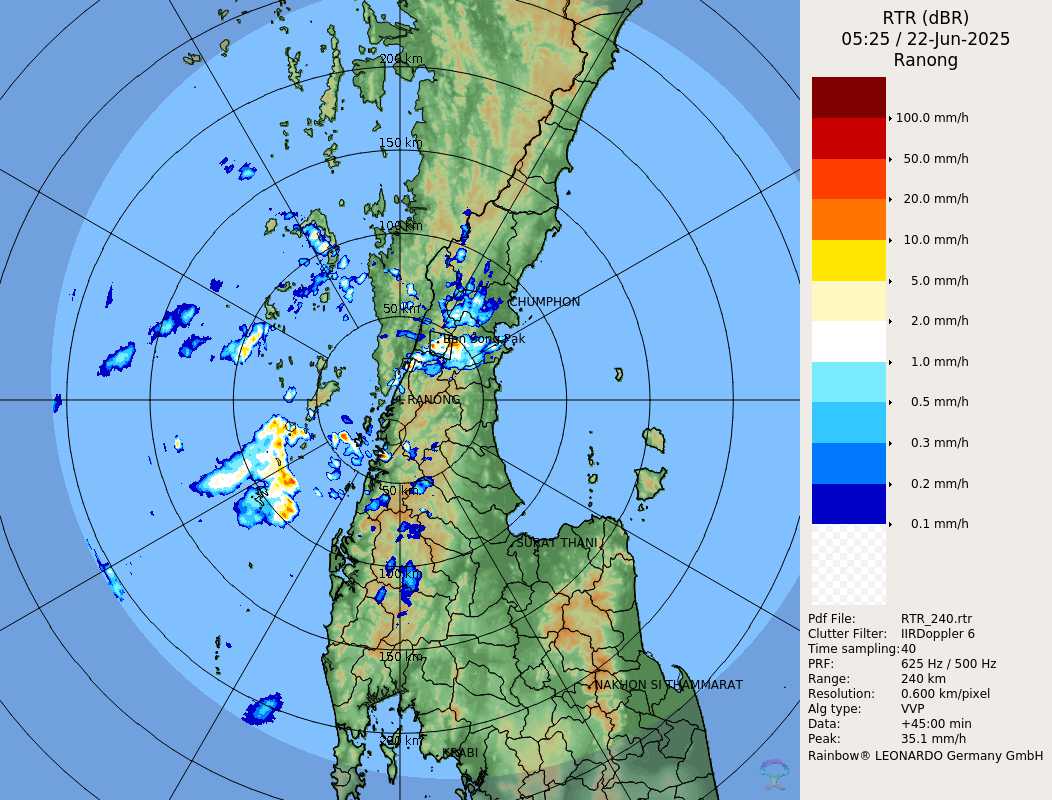 200 km
150 km
100 km
50 km
CHUMPHON
Ban Song Pak
RANONG
50 km
SURAT THANI
100 km
150 km
NAKHON SI THAMMARAT
200 km
KRABI
RTR (dBR)
05:25 / 22-Jun-2025
Ranong
100.0 mm/h
50.0 mm/h
20.0 mm/h
10.0 mm/h
5.0 mm/h
2.0 mm/h
1.0 mm/h
0.5 mm/h
0.3 mm/h
0.2 mm/h
0.1 mm/h
Pdf File: RTR_240.rtr
Clutter Filter: IIRDoppler 6
Time sampling:40
PRF: 625 Hz / 500 Hz
Range: 240 km
Resolution: 0.600 km/pixel
Alg type: VVP
Data: +45:00 min
Peak: 35.1 mm/h
Rainbow® LEONARDO Germany GmbH